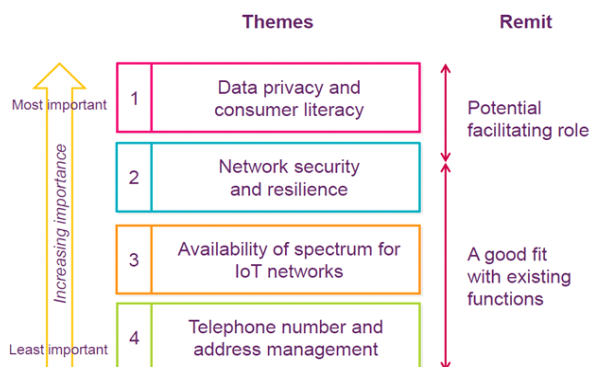 Themes
Remit
Most important
Increasing importance
Least important
1
Data privacy and
consumer literacy
2
Network security
and resilience
3
Availability of spectrum for
IoT networks
4
Telephone number and
address management
Potential
facilitating role
A good fit
with existing
functions